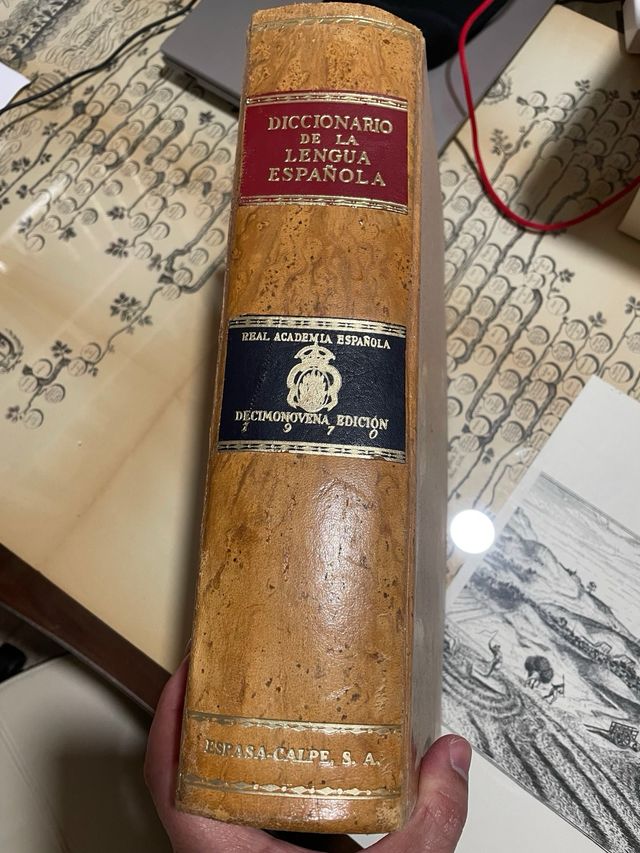 DICCIONARIO
DE LA
LENGUA
ESPAÑOLA
REAL ACADEMIA ESPAÑOLA
DECIMONOVENA EDICIÓN
1970
ESPASA-CALPE, S. A.